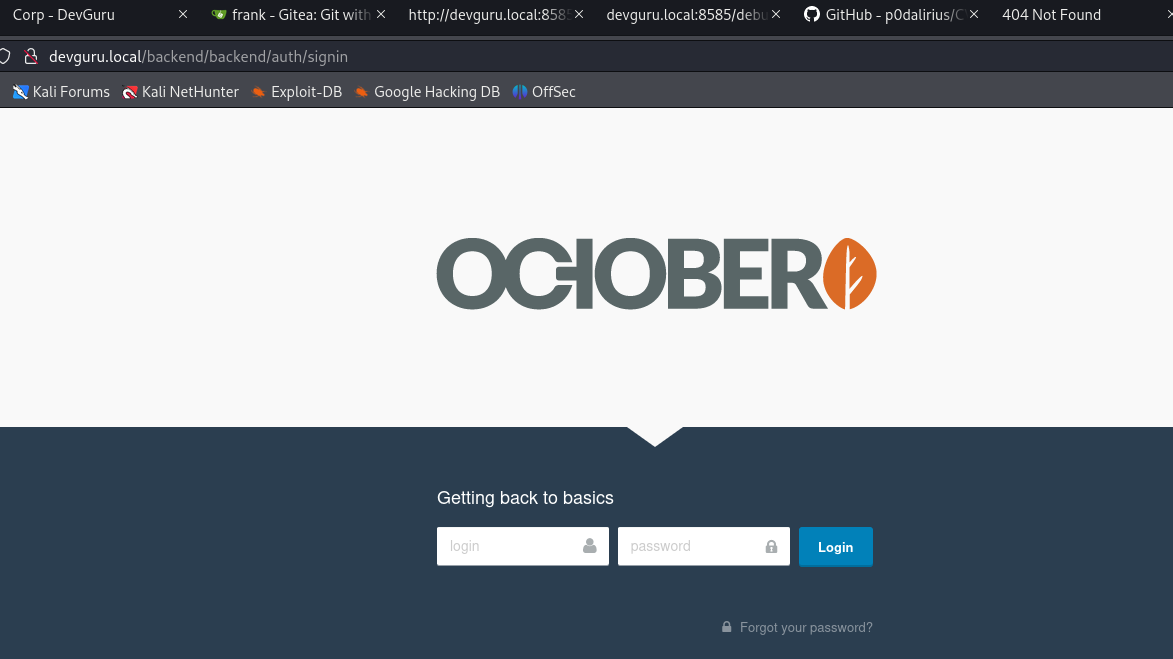 Corp - DevGuru
frank - Gitea: Git with
http://devguru.local:8585
devguru.local:8585/debu
GitHub - p0dalirius/C
404 Not Found
devguru.local/backend/backend/auth/signin
Kali Forums
Kali NetHunter
Exploit-DB
Google Hacking DB
OffSec
OCTOBER
Getting back to basics
login
password
Login
Forgot your password?